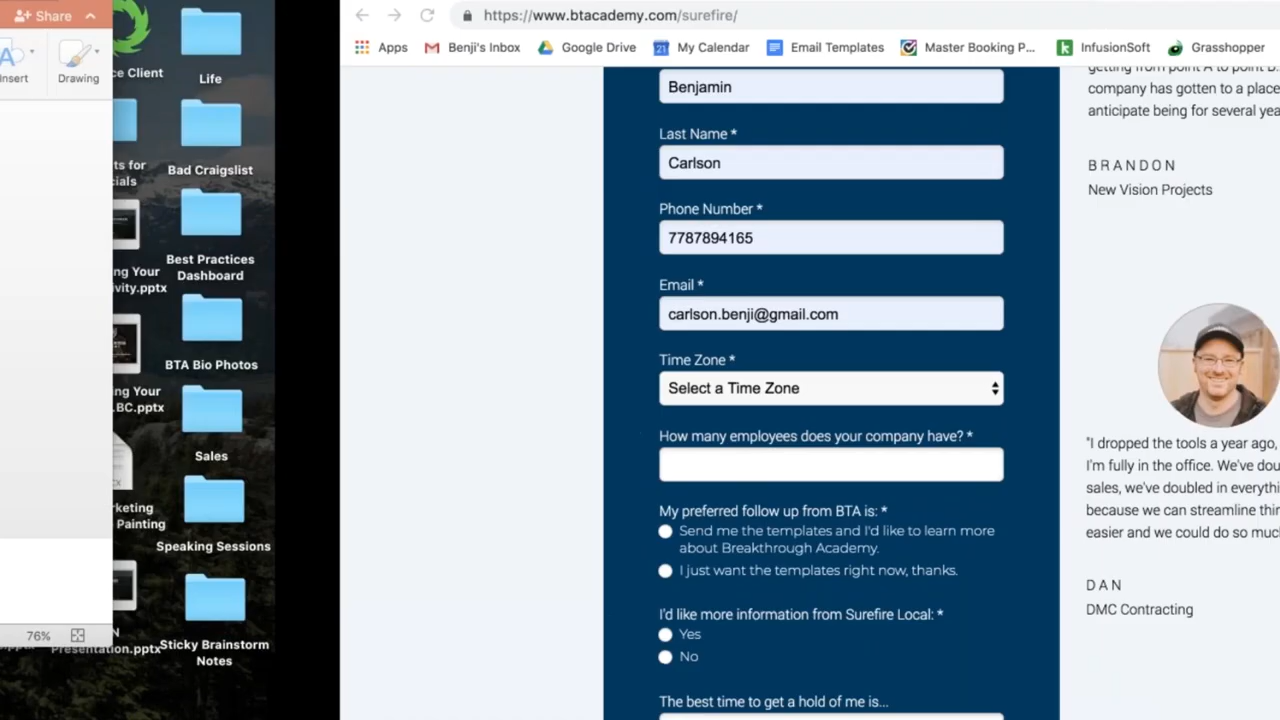 Share
Insert
Drawing
ce Client
Life
ts for
cials
Bad Craigslist
ng Your
ivity.pptx
Best Practices
Dashboard
BTA Bio Photos
ng Your
.BC.pptx
Sales
rketing
Painting
Speaking Sessions
76%
Presentation.pptx
Sticky Brainstorm
Notes
https://www.btacademy.com/surefire/
Apps
Benji's Inbox
Google Drive
My Calendar
Email Templates
Master Booking P...
InfusionSoft
Grasshopper
Benjamin
Last Name *
Carlson
Phone Number *
7787894165
Email *
carlson.benji@gmail.com
Time Zone *
Select a Time Zone
How many employees does your company have? *
My preferred follow up from BTA is: *
Send me the templates and I'd like to learn more
about Breakthrough Academy.
I just want the templates right now, thanks.
I'd like more information from Surefire Local: *
Yes
No
The best time to get a hold of me is...
getting from point A to point B.
company has gotten to a place
anticipate being for several yea
BRANDON
New Vision Projects
"I dropped the tools a year ago,
I'm fully in the office. We've dou
sales, we've doubled in everythi
because we can streamline thin
easier and we could do so muc
DAN
DMC Contracting